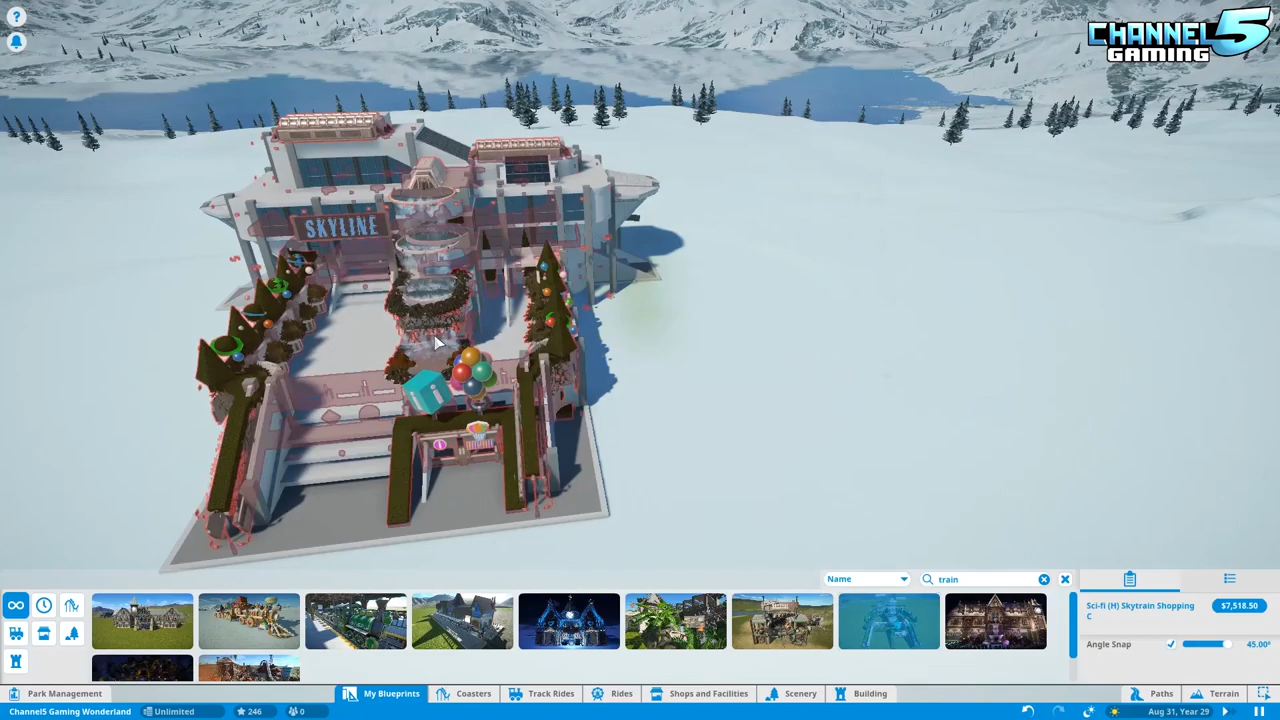 ?
CHANNEL 5
GAMING
SKYLINE
i
Name
train
Sci-fi (H) Skytrain Shopping
C
$7,518.50
Angle Snap
45.00°
Park Management
My Blueprints
Coasters
Track Rides
Rides
Shops and Facilities
Scenery
Building
Paths
Terrain
Channel5 Gaming Wonderland
Unlimited
246
0
Aug 31, Year 29